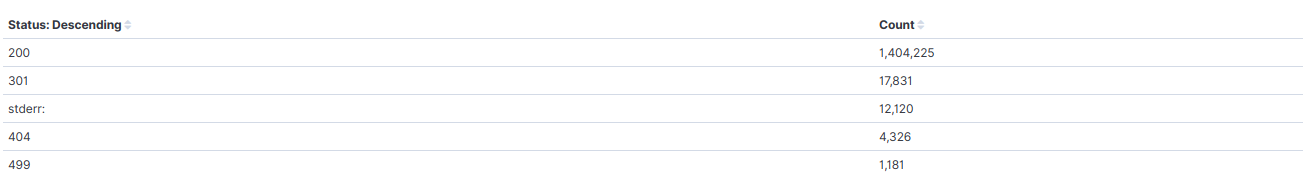 Status: Descending Count
200 1,404,225
301 17,831
stderr: 12,120
404 4,326
499 1,181